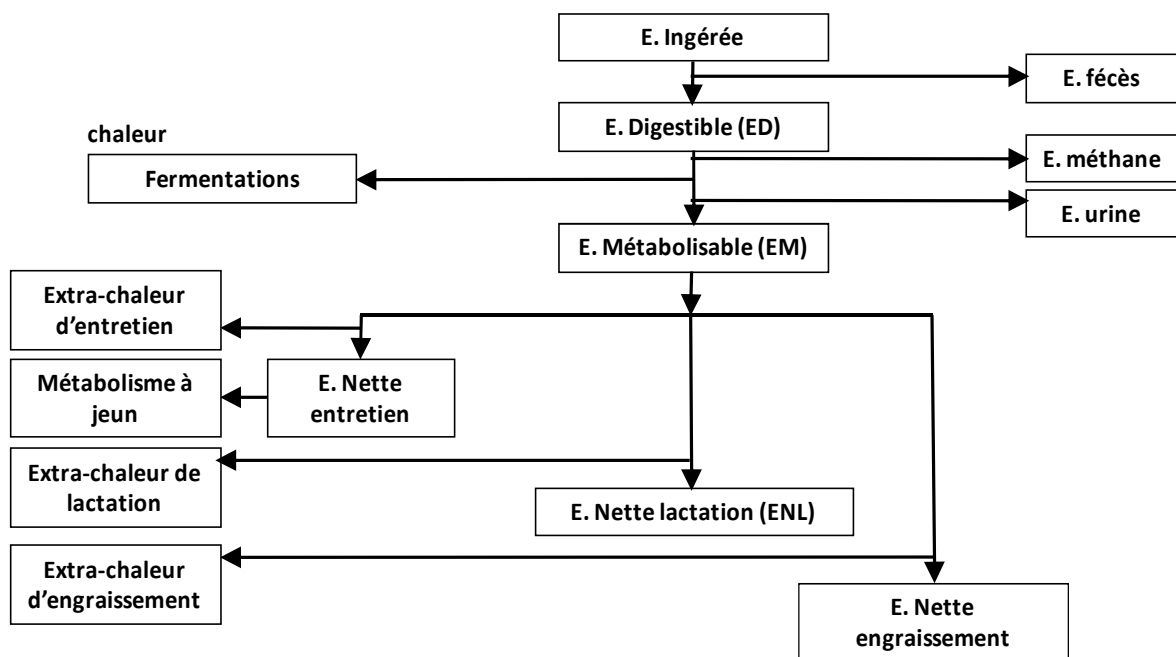 E. Ingérée
E. fécès
E. Digestible (ED)
chaleur
Fermentations
E. méthane
E. urine
E. Métabolisable (EM)
Extra-chaleur
d’entretien
Métabolisme à
jeun
E. Nette
entretien
Extra-chaleur de
lactation
E. Nette lactation (ENL)
Extra-chaleur
d’engraissement
E. Nette
engraissement